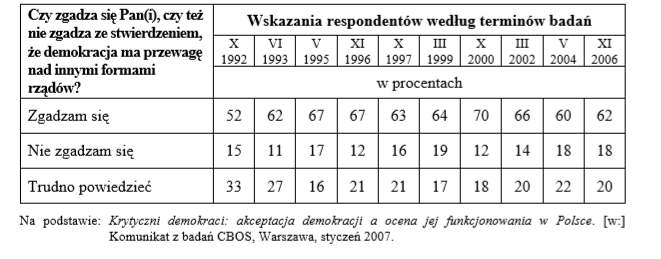 Czy zgadza się Pan(i), czy też
nie zgadza ze stwierdzeniem,
że demokracja ma przewagę
nad innymi formami
rządów?
Wskazania respondentów według terminów badań
X VI V XI X III X III V XI
1992 1993 1995 1996 1997 1999 2000 2002 2004 2006
w procentach
Zgadzam się 52 62 67 67 63 64 70 66 60 62
Nie zgadzam się 15 11 17 12 16 19 12 14 18 18
Trudno powiedzieć 33 27 16 21 21 17 18 20 22 20
Na podstawie: Krytyczni demokraci: akceptacja demokracji a ocena jej funkcjonowania w Polsce. [w:]
Komunikat z badań CBOS, Warszawa, styczeń 2007.